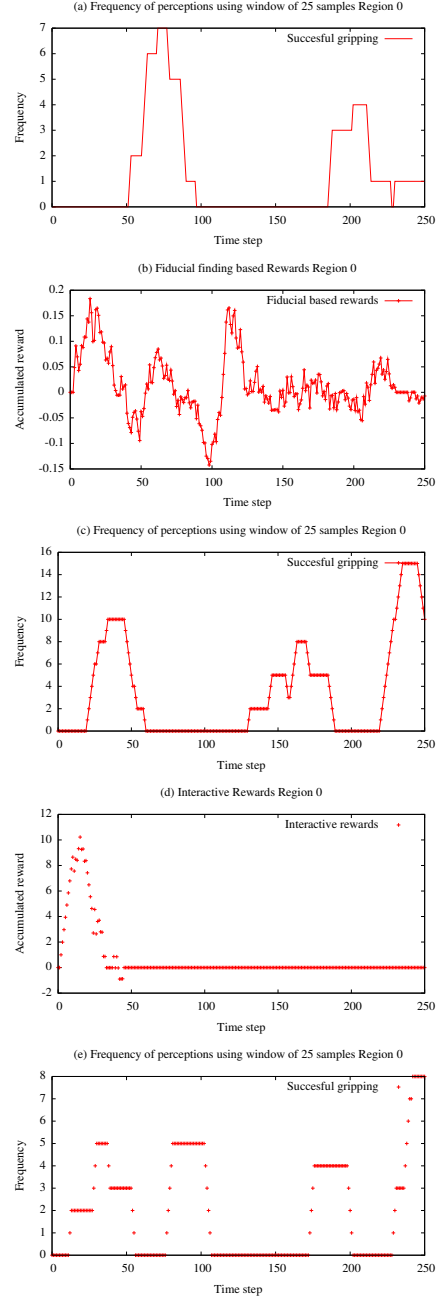 (a) Frequency of perceptions using window of 25 samples Region 0
7
6
5
4
3
2
1
0
Frequency
Succesful gripping
0 50 100 150 200 250
Time step
(b) Fiducial finding based Rewards Region 0
0.2
0.15
0.1
0.05
0
-0.05
-0.1
-0.15
Accumulated reward
Fiducial based rewards
0 50 100 150 200 250
Time step
(c) Frequency of perceptions using window of 25 samples Region 0
16
14
12
10
8
6
4
2
0
Frequency
Succesful gripping
0 50 100 150 200 250
Time step
(d) Interactive Rewards Region 0
12
10
8
6
4
2
0
-2
Accumulated reward
Interactive rewards
0 50 100 150 200 250
Time step
(e) Frequency of perceptions using window of 25 samples Region 0
8
7
6
5
4
3
2
1
0
Frequency
Succesful gripping
0 50 100 150 200 250
Time step